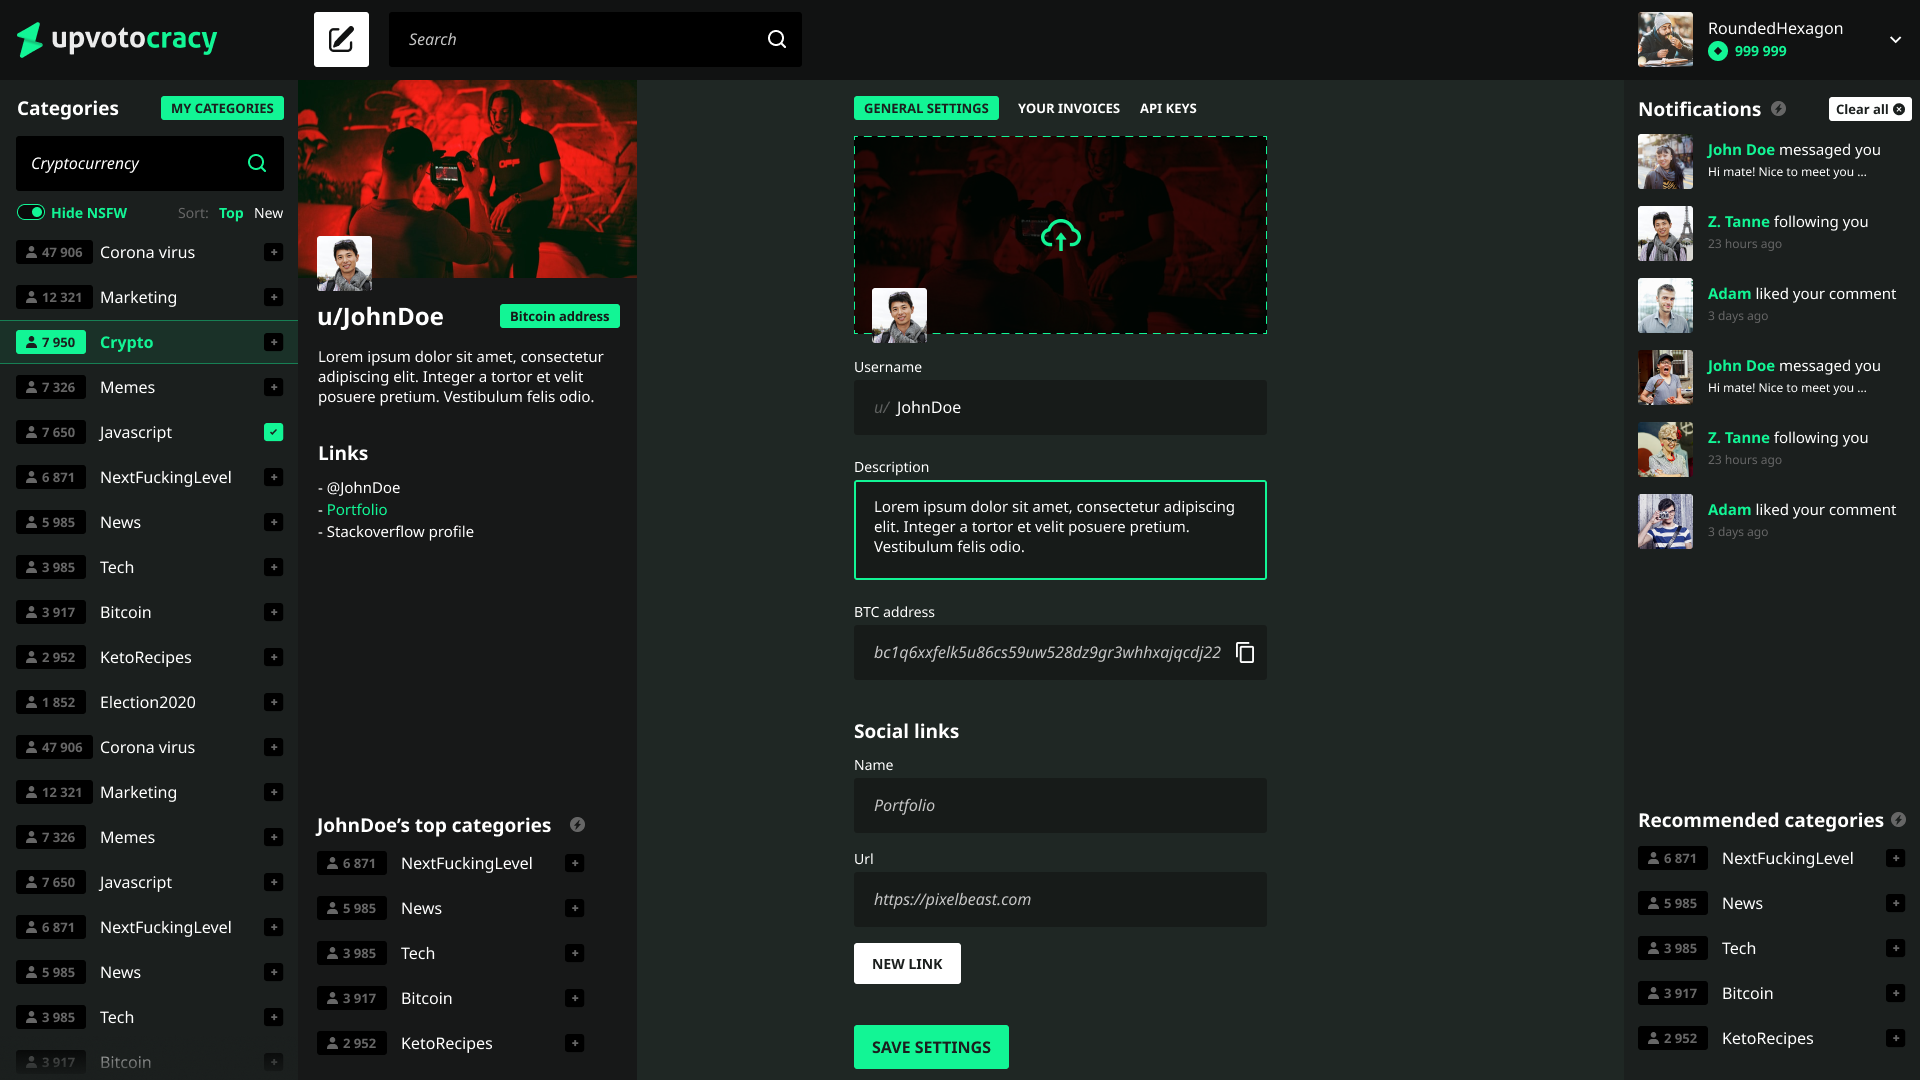 upvotocracy
Search
RoundedHexagon
999 999
Categories
MY CATEGORIES
Cryptocurrency
Hide NSFW
Sort: Top New
47 906 Corona virus
12 321 Marketing
7 950 Crypto
7 326 Memes
7 650 Javascript
6 871 NextFuckingLevel
5 985 News
3 985 Tech
3 917 Bitcoin
2 952 KetoRecipes
1 852 Election2020
47 906 Corona virus
12 321 Marketing
7 326 Memes
7 650 Javascript
6 871 NextFuckingLevel
5 985 News
3 985 Tech
3 917 Bitcoin
u/JohnDoe
Bitcoin address
Lorem ipsum dolor sit amet, consectetur
adipiscing elit. Integer a tortor et velit
posuere pretium. Vestibulum felis odio.
Links
- @JohnDoe
- Portfolio
- Stackoverflow profile
JohnDoe's top categories
6 871 NextFuckingLevel
5 985 News
3 985 Tech
3 917 Bitcoin
2 952 KetoRecipes
GENERAL SETTINGS YOUR INVOICES API KEYS
Username
u/ JohnDoe
Description
Lorem ipsum dolor sit amet, consectetur adipiscing
elit. Integer a tortor et velit posuere pretium.
Vestibulum felis odio.
BTC address
bc1q6xxfelk5u86cs59uw528dz9gr3whhxajqcdj22
Social links
Name
Portfolio
Url
https://pixelbeast.com
NEW LINK
SAVE SETTINGS
Notifications
Clear all
John Doe messaged you
Hi mate! Nice to meet you ...
Z. Tanne following you
23 hours ago
Adam liked your comment
3 days ago
John Doe messaged you
Hi mate! Nice to meet you ...
Z. Tanne following you
23 hours ago
Adam liked your comment
3 days ago
Recommended categories
6 871 NextFuckingLevel
5 985 News
3 985 Tech
3 917 Bitcoin
2 952 KetoRecipes